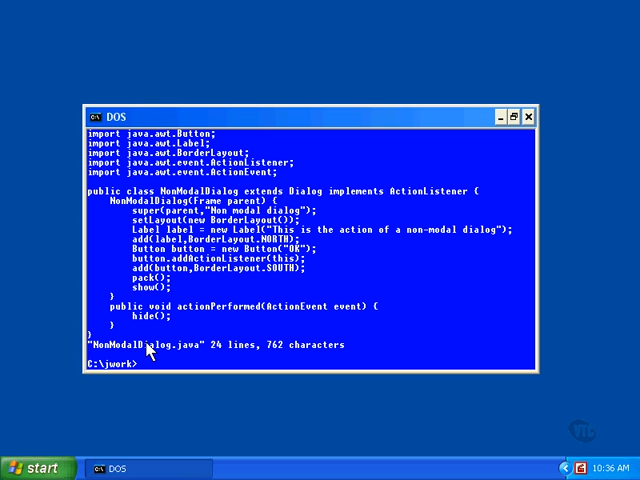 DOS
import java.awt.Button;
import java.awt.Label;
import java.awt.BorderLayout;
import java.awt.event.ActionListener;
import java.awt.event.ActionEvent;
public class NonModalDialog extends Dialog implements ActionListener {
NonModalDialog(Frame parent) {
super(parent,"Non modal dialog");
setLayout(new BorderLayout());
Label label = new Label("This is the action of a non-modal dialog");
add(label,BorderLayout.NORTH);
Button button = new Button("OK");
button.addActionListener(this);
add(button,BorderLayout.SOUTH);
pack();
show();
}
public void actionPerformed(ActionEvent event) {
hide();
}
}
"NonModalDialog.java" 24 lines, 762 characters
C:\jwork>
VTC
start
DOS
10:36 AM